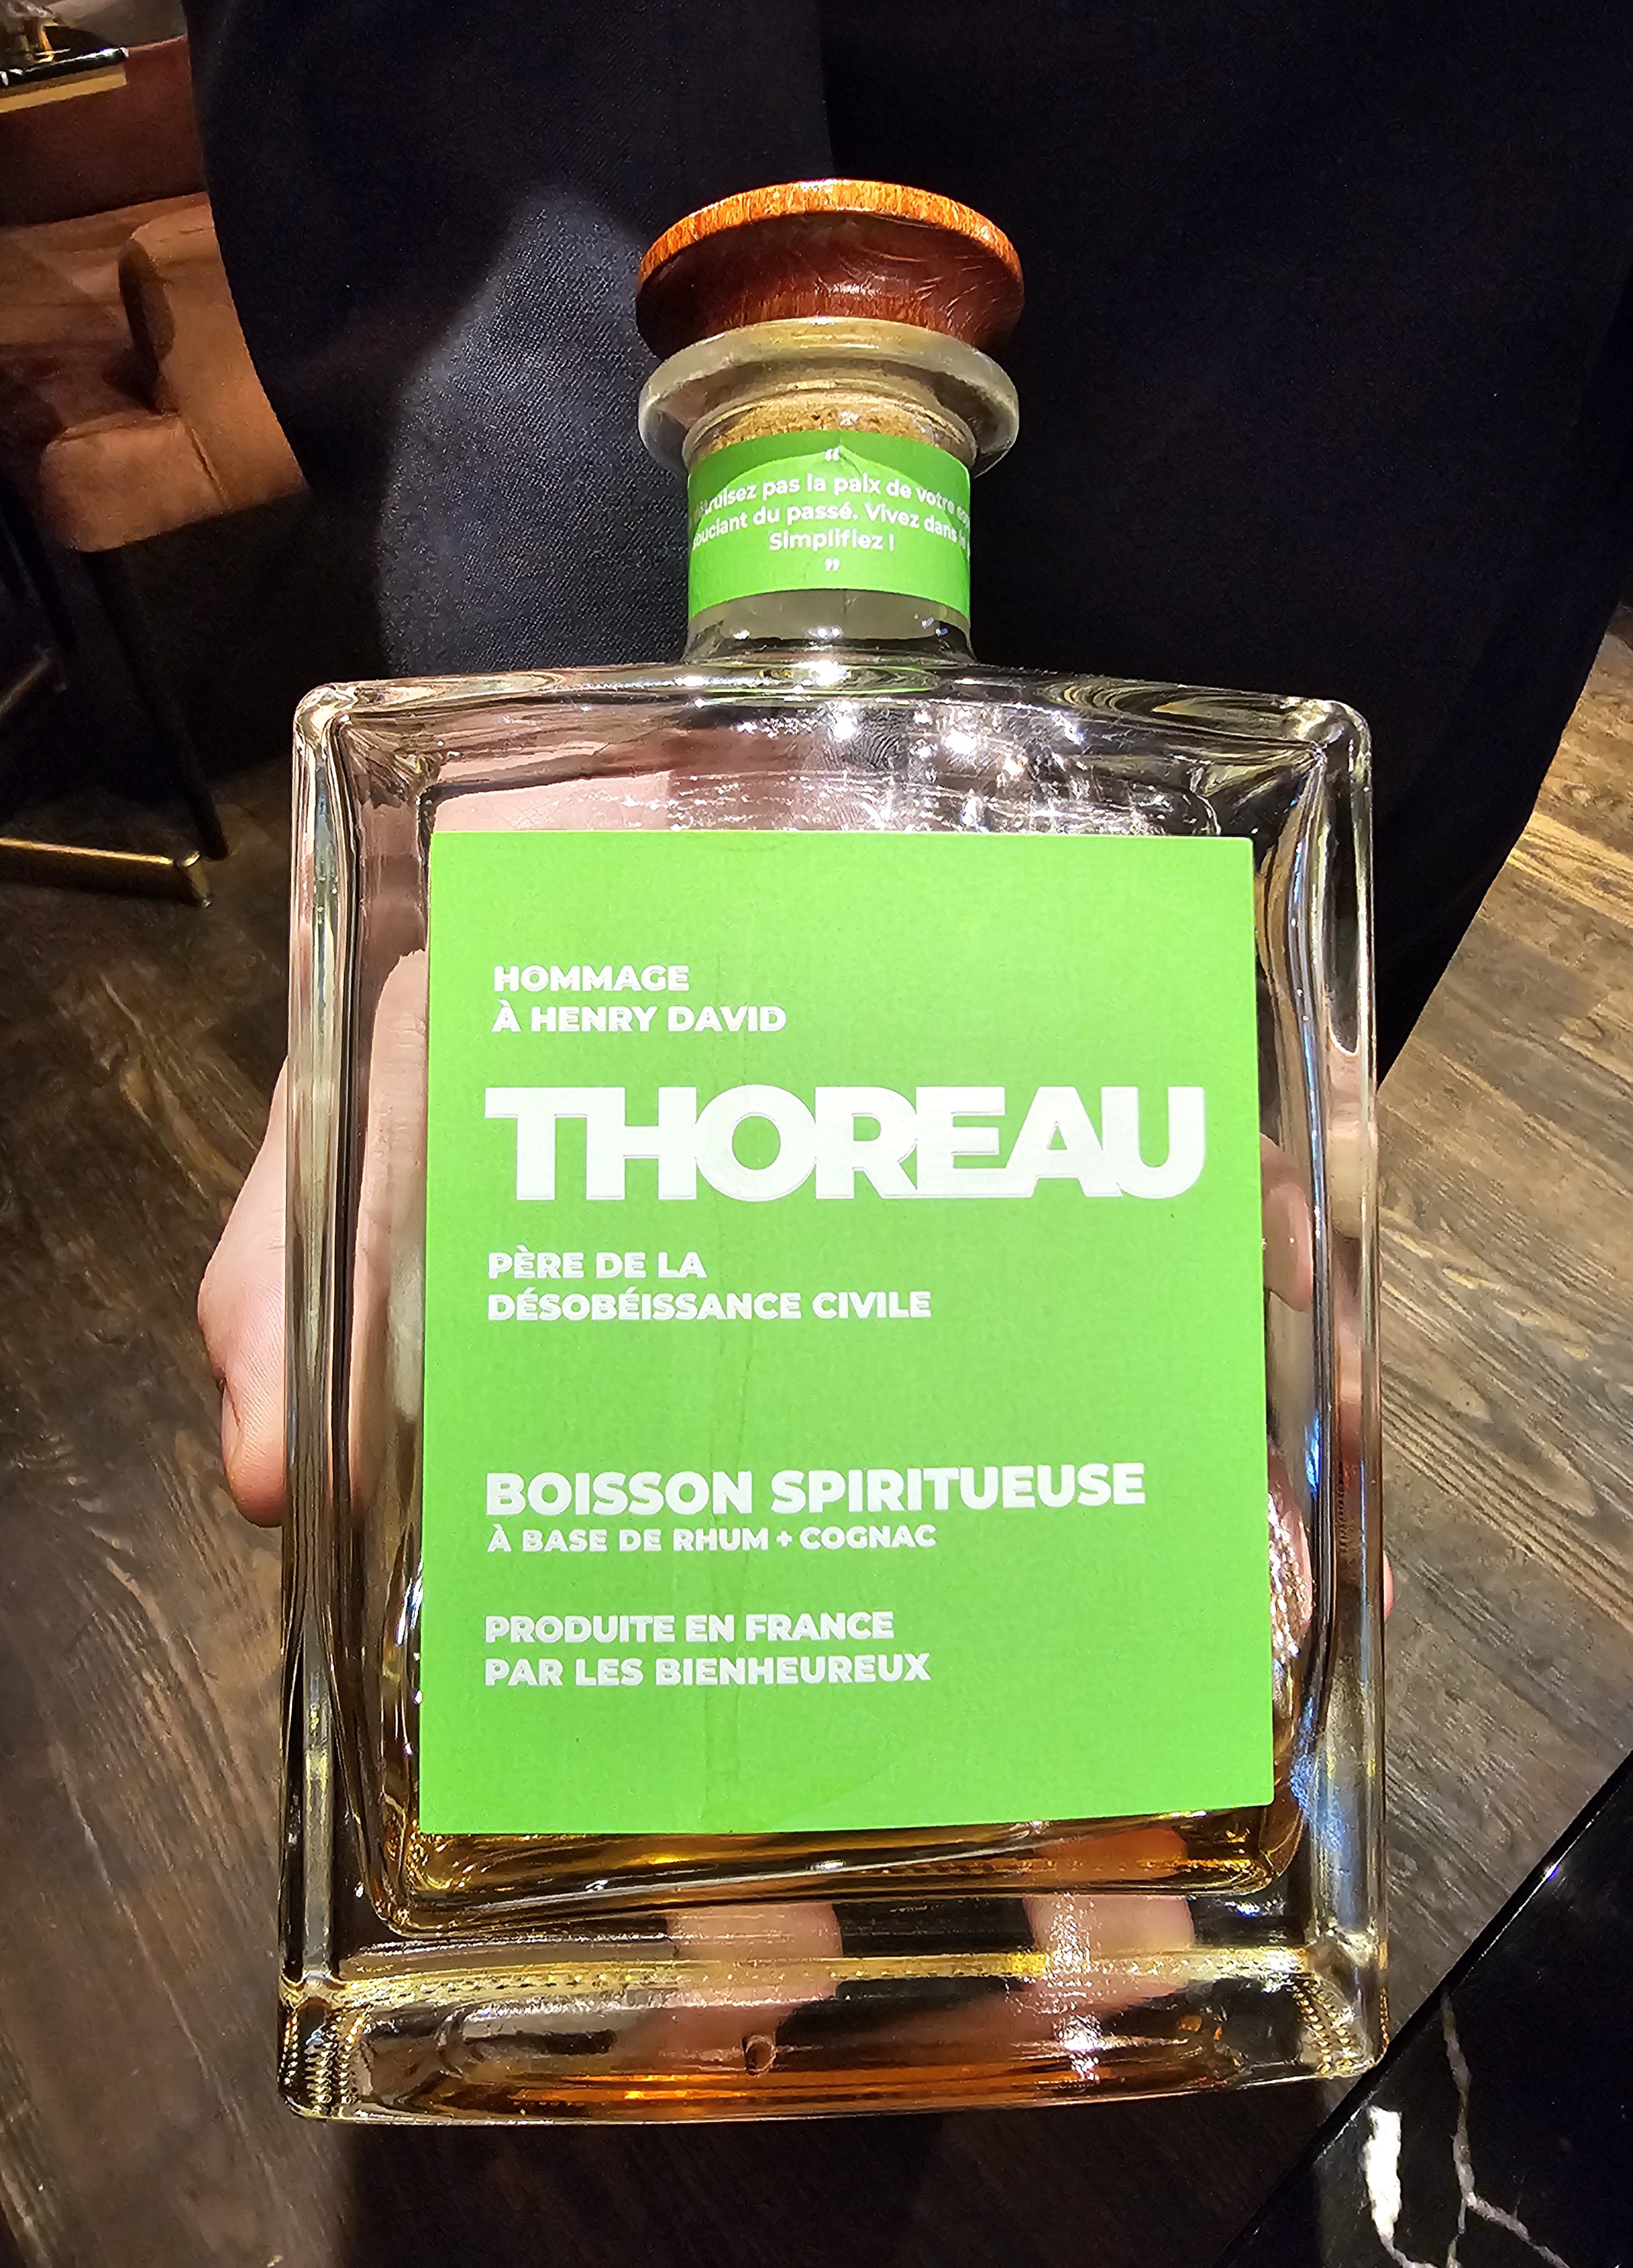 “
pas la paix de votre
du passé. Vivez dans
Simplifiez !
”
HOMMAGE
À HENRY DAVID
THOREAU
PÈRE DE LA
DÉSOBÉISSANCE CIVILE
BOISSON SPIRITUEUSE
À BASE DE RHUM + COGNAC
PRODUITE EN FRANCE
PAR LES BIENHEUREUX